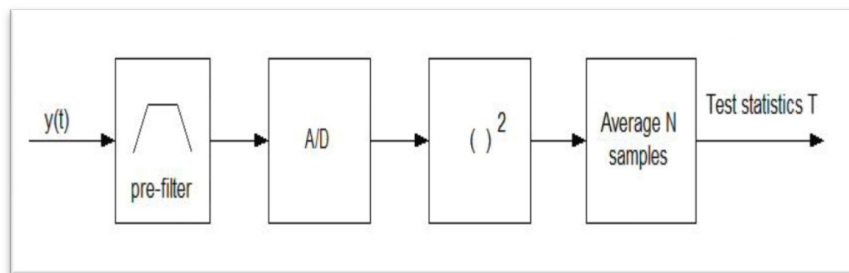 y(t)
pre-filter
A/D
( ) 2
Average N
samples
Test statistics T